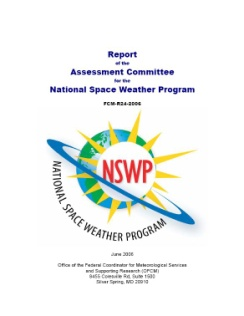 Report
of the
Assessment Committee
for the
National Space Weather Program
FCM-R24-2006
NSWP
NATIONAL SPACE WEATHER PROGRAM
June 2006
Office of the Federal Coordinator for Meteorological Services
and Supporting Research (OFCM)
8455 Colesville Rd, Suite 1500
Silver Spring, MD 20910